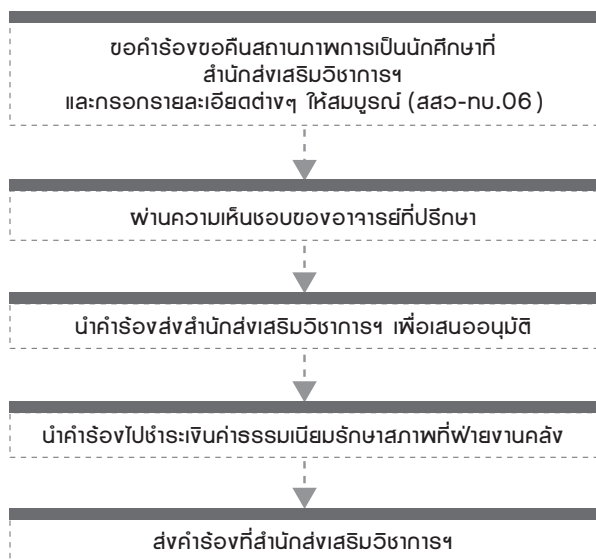 ขอคำร้องขอคืนสถานภาพการเป็นนักศึกษาที่
สำนักส่งเสริมวิชาการฯ
และกรอกรายละเอียดต่างๆ ให้สมบูรณ์ (สสว-ทบ.06)
ผ่านความเห็นชอบของอาจารย์ที่ปรึกษา
นำคำร้องส่งสำนักส่งเสริมวิชาการฯ เพื่อเสนออนุมัติ
นำคำร้องไปชำระเงินค่าธรรมเนียมรักษาสภาพที่ฝ่ายงานคลัง
ส่งคำร้องที่สำนักส่งเสริมวิชาการฯ